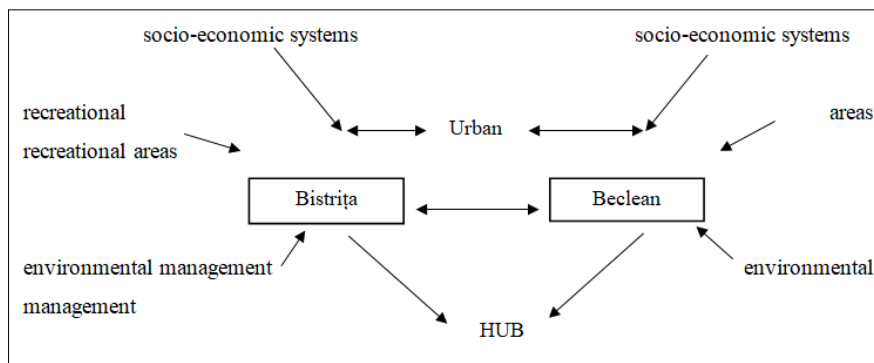 socio-economic systems
socio-economic systems
recreational
areas
Urban
recreational areas
Bistrița
Beclean
environmental management
environmental
management
HUB